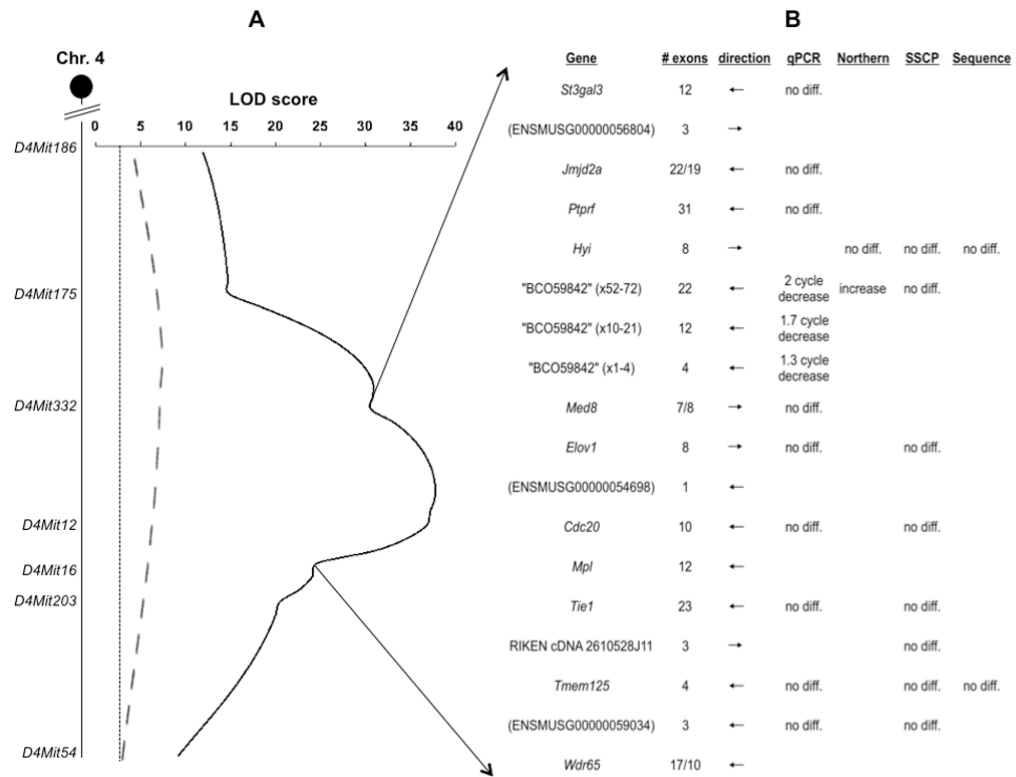 A
B
Chr. 4
LOD score
0 5 10 15 20 25 30 35 40
D4Mit186
D4Mit175
D4Mit332
D4Mit12
D4Mit16
D4Mit203
D4Mit54
Gene # exons direction qPCR Northern SSCP Sequence
St3gal3 12 ← no diff.
(ENSMUSG00000056804) 3 →
Jmjd2a 22/19 ← no diff.
Ptprf 31 ← no diff.
Hyi 8 → no diff. no diff. no diff.
"BCO59842" (x52-72) 22 ← 2 cycle decrease increase no diff.
"BCO59842" (x10-21) 12 ← 1.7 cycle decrease
"BCO59842" (x1-4) 4 ← 1.3 cycle decrease
Med8 7/8 → no diff.
Elov1 8 → no diff. no diff.
(ENSMUSG00000054698) 1 ←
Cdc20 10 ← no diff. no diff.
Mpl 12 ←
Tie1 23 ← no diff. no diff.
RIKEN cDNA 2610528J11 3 → no diff.
Tmem125 4 ← no diff. no diff. no diff.
(ENSMUSG00000059034) 3 ← no diff. no diff.
Wdr65 17/10 ←